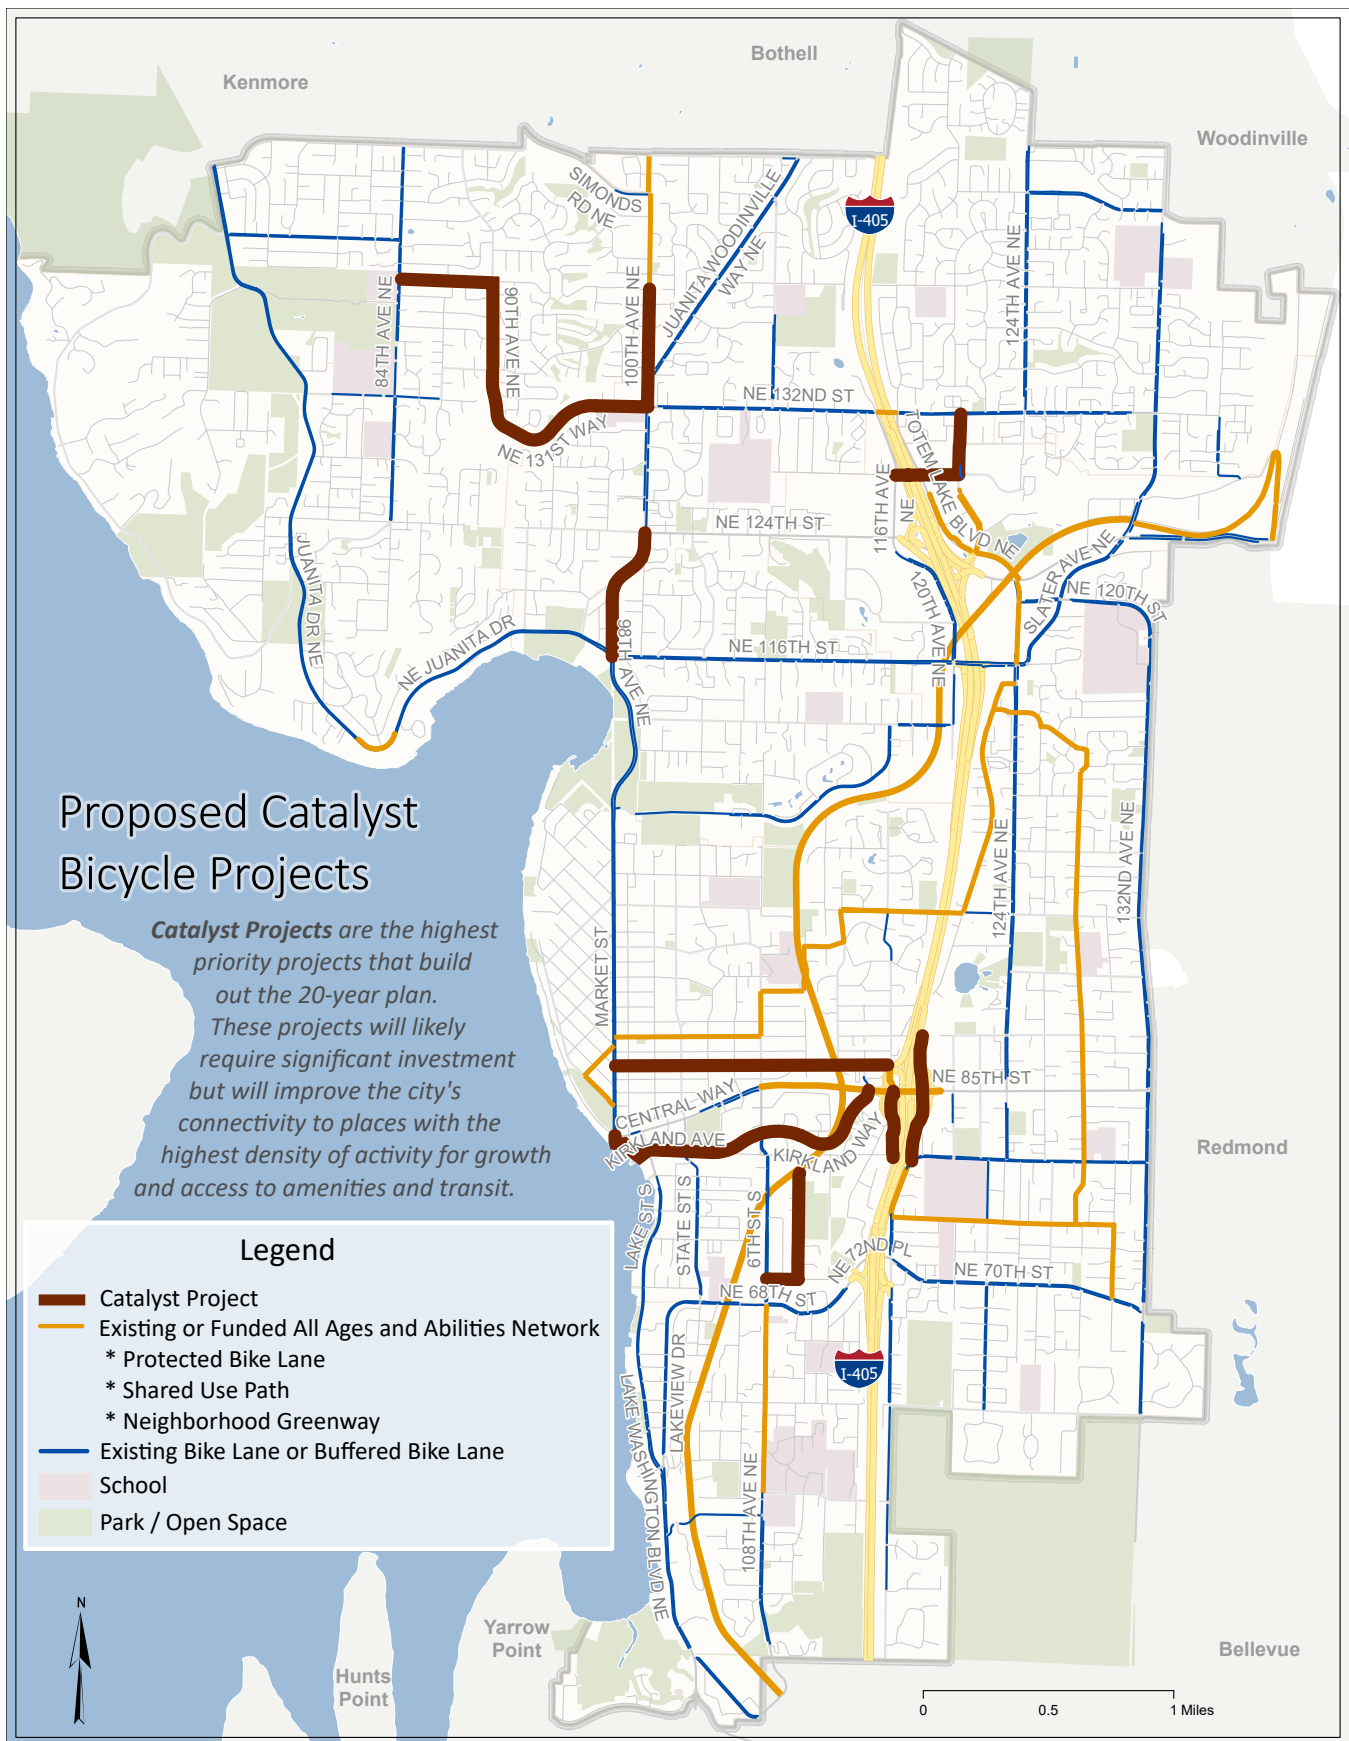 Bothell
Kenmore
Woodinville
SIMONDS
RD NE
JUANITA WOODINVILLE
WAY NE
I-405
124TH AVE NE
84TH AVE NE
90TH AVE NE
100TH AVE NE
NE 132ND ST
NE 131ST WAY
TOTEM LAKE BLVD NE
116TH AVE
NE
NE 124TH ST
JUANITA DR NE
SLATER AVE NE
NE 120TH ST
120TH AVE NE
NE JUANITA DR
98TH AVE NE
NE 116TH ST
Proposed Catalyst
Bicycle Projects
Catalyst Projects are the highest
priority projects that build
out the 20-year plan.
These projects will likely
require significant investment
but will improve the city's
connectivity to places with the
highest density of activity for growth
and access to amenities and transit.
124TH AVE NE
132ND AVE NE
MARKET ST
NE 85TH ST
CENTRAL WAY
KIRKLAND AVE
KIRKLAND WAY
Redmond
LAKE ST S
STATE ST S
6TH ST S
NE 72ND PL
NE 70TH ST
NE 68TH ST
Legend
Catalyst Project
Existing or Funded All Ages and Abilities Network
* Protected Bike Lane
* Shared Use Path
* Neighborhood Greenway
Existing Bike Lane or Buffered Bike Lane
School
Park / Open Space
LAKEVIEW DR
I-405
LAKE WASHINGTON BLVD NE
108TH AVE NE
N
Yarrow
Point
Hunts
Point
Bellevue
0
0.5
1 Miles